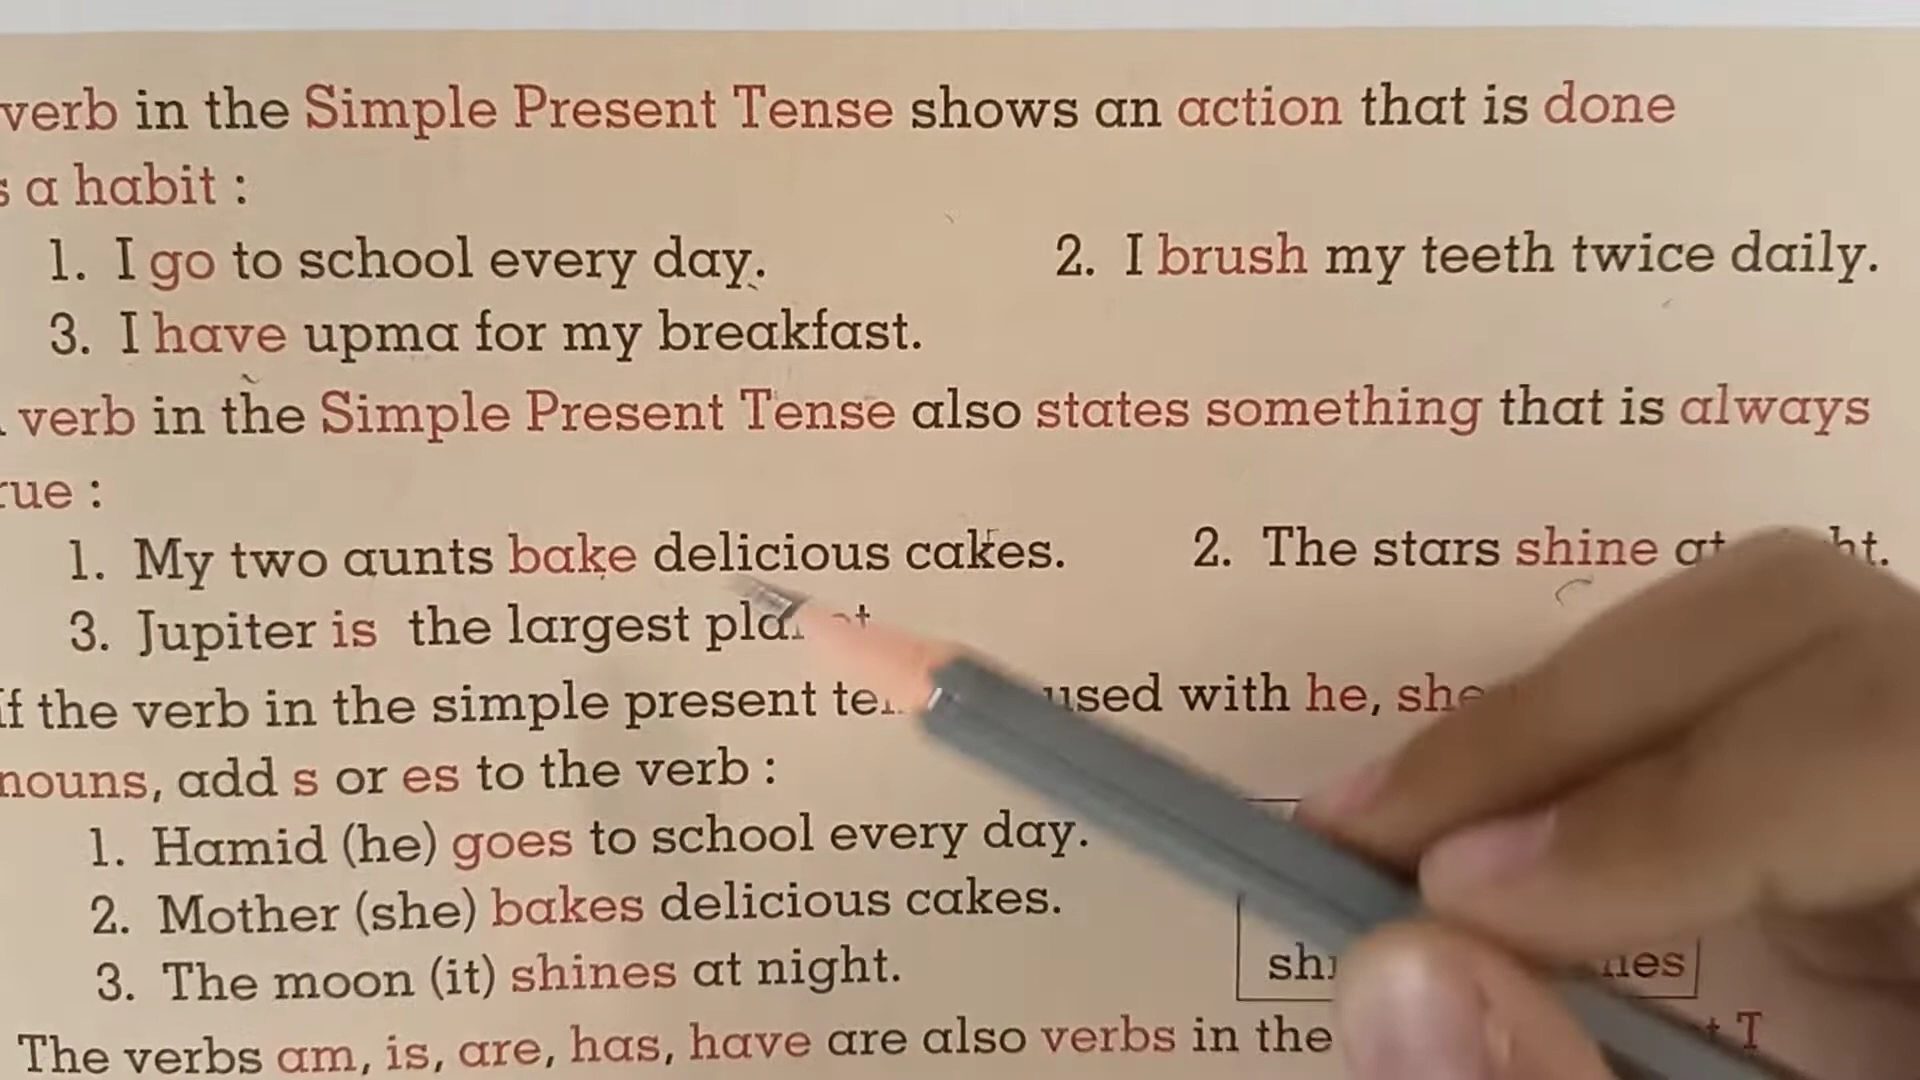 verb in the Simple Present Tense shows an action that is done
s a habit :
1. I go to school every day. 2. I brush my teeth twice daily.
3. I have upma for my breakfast.
verb in the Simple Present Tense also states something that is always
rue :
1. My two aunts bake delicious cakes. 2. The stars shine at
3. Jupiter is the largest
if the verb in the simple present used with he, she
nouns, add s or es to the verb :
1. Hamid (he) goes to school every day.
2. Mother (she) bakes delicious cakes.
3. The moon (it) shines at night.
The verbs am, is, are, has, have are also verbs in the